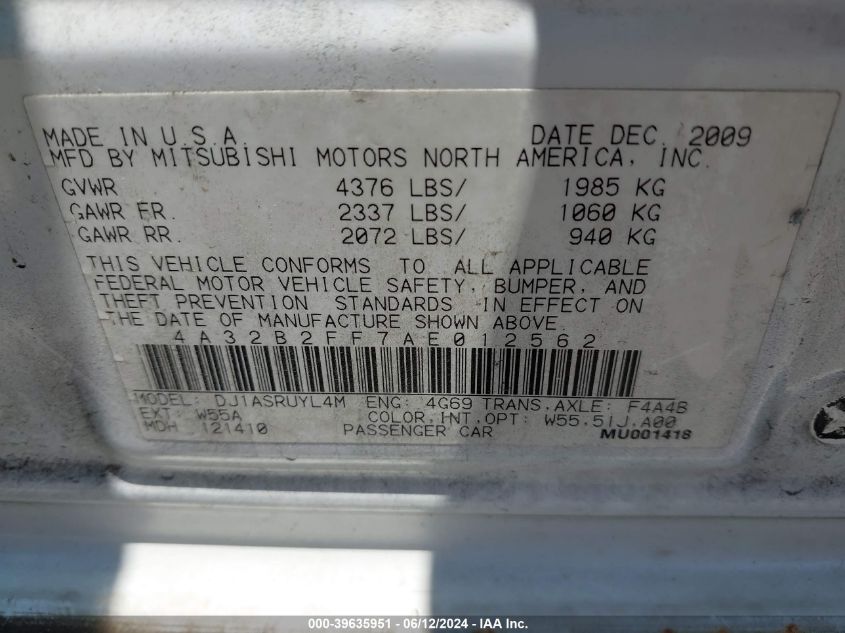 MADE IN U.S.A. DATE DEC. 2009
MFD BY MITSUBISHI MOTORS NORTH AMERICA, INC.
GVWR 4376 LBS/ 1985 KG
GAWR FR. 2337 LBS/ 1060 KG
GAWR RR. 2072 LBS/ 940 KG
THIS VEHICLE CONFORMS TO ALL APPLICABLE
FEDERAL MOTOR VEHICLE SAFETY, BUMPER, AND
THEFT PREVENTION STANDARDS IN EFFECT ON
THE DATE OF MANUFACTURE SHOWN ABOVE.
4A32B2FF7AE012562
MODEL: DJ1ASRUYL4M ENG: 4G69 TRANS.AXLE: F4A4B
EXT: W55A COLOR.INT.OPT: W55.51J.A00
MDH 121410 PASSENGER CAR MU001418
000-39635951 - 06/12/2024 - IAA Inc.